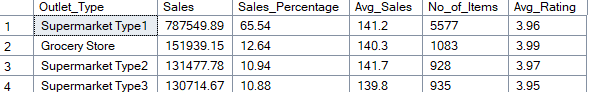 Outlet_Type Sales Sales_Percentage Avg_Sales No_of_Items Avg_Rating
1 Supermarket Type1 787549.89 65.54 141.2 5577 3.96
2 Grocery Store 151939.15 12.64 140.3 1083 3.99
3 Supermarket Type2 131477.78 10.94 141.7 928 3.97
4 Supermarket Type3 130714.67 10.88 139.8 935 3.95